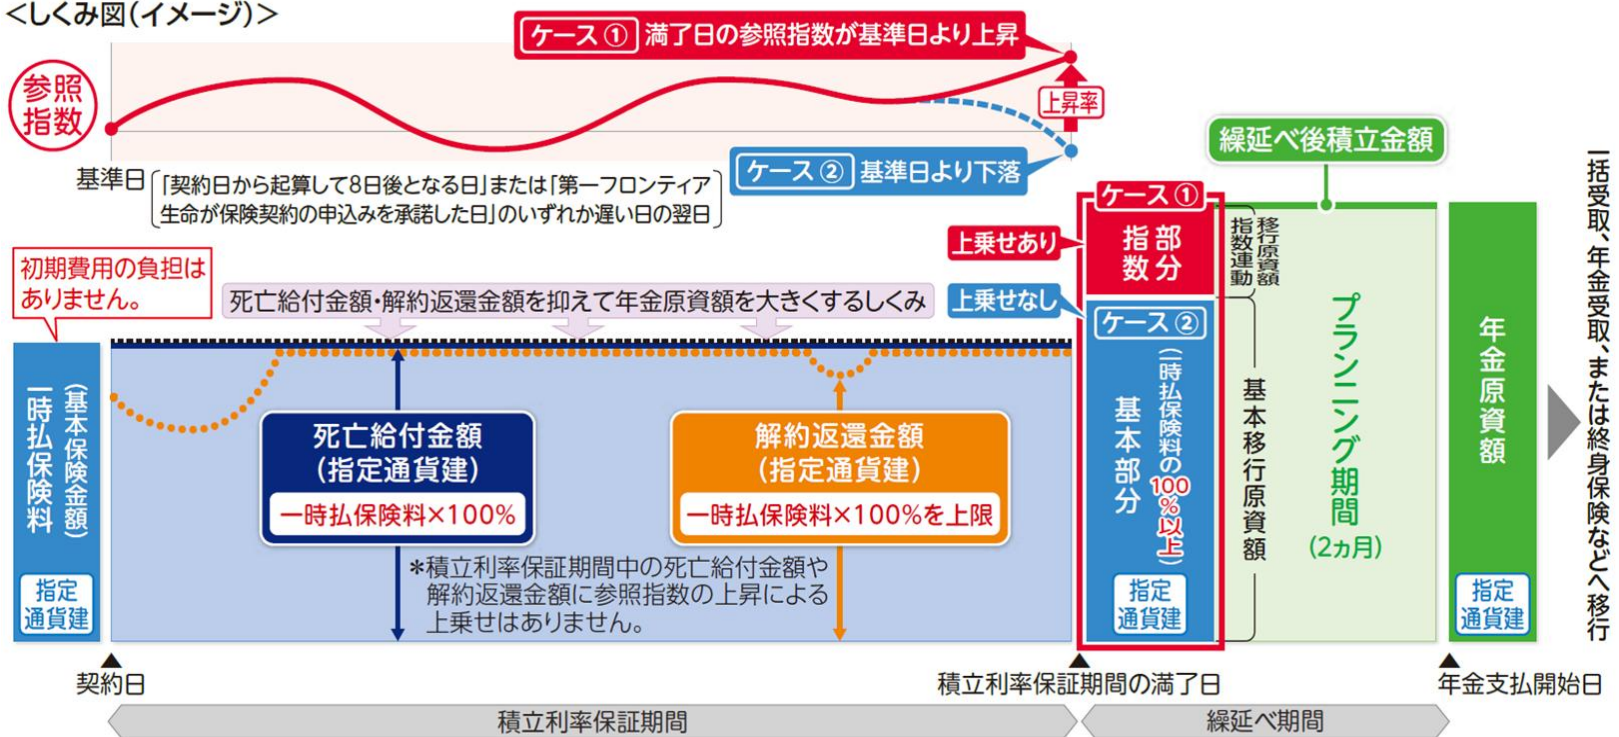 ＜しくみ図（イメージ）＞
ケース① 満了日の参照指数が基準日より上昇
参照
指数
上昇率
ケース② 基準日より下落
基準日
「契約日から起算して8日後となる日」または「第一フロンティア
生命が保険契約の申込みを承諾した日」のいずれか遅い日の翌日
繰延べ後積立金額
初期費用の負担は
ありません。
死亡給付金額・解約返還金額を抑えて年金原資額を大きくするしくみ
上乗せあり
上乗せなし
ケース①
指数
部分
指数連動
移行原資額
ケース②
基本部分
（一時払保険料の100%以上）
指定
通貨建
基本移行原資額
プランニング期間
（2ヵ月）
年金原資額
指定
通貨建
一括受取、年金受取、または終身保険などへ移行
一時払保険料
（基本保険金額）
指定
通貨建
死亡給付金額
（指定通貨建）
一時払保険料×100%
解約返還金額
（指定通貨建）
一時払保険料×100%を上限
＊積立利率保証期間中の死亡給付金額や
解約返還金額に参照指数の上昇による
上乗せはありません。
契約日
積立利率保証期間の満了日
年金支払開始日
積立利率保証期間
繰延べ期間